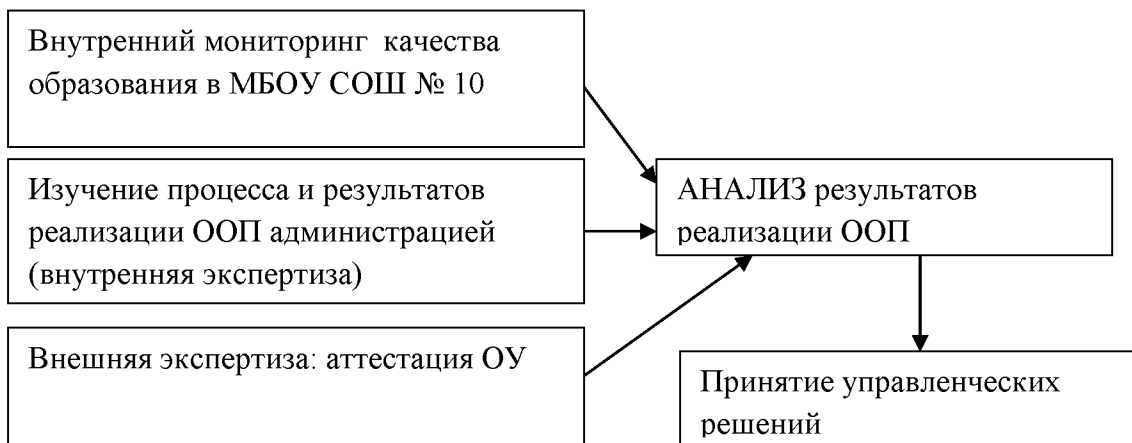 Внутренний мониторинг качества
образования в МБОУ СОШ № 10
Изучение процесса и результатов
реализации ООП администрацией
(внутренняя экспертиза)
Внешняя экспертиза: аттестация ОУ
АНАЛИЗ результатов
реализации ООП
Принятие управленческих
решений